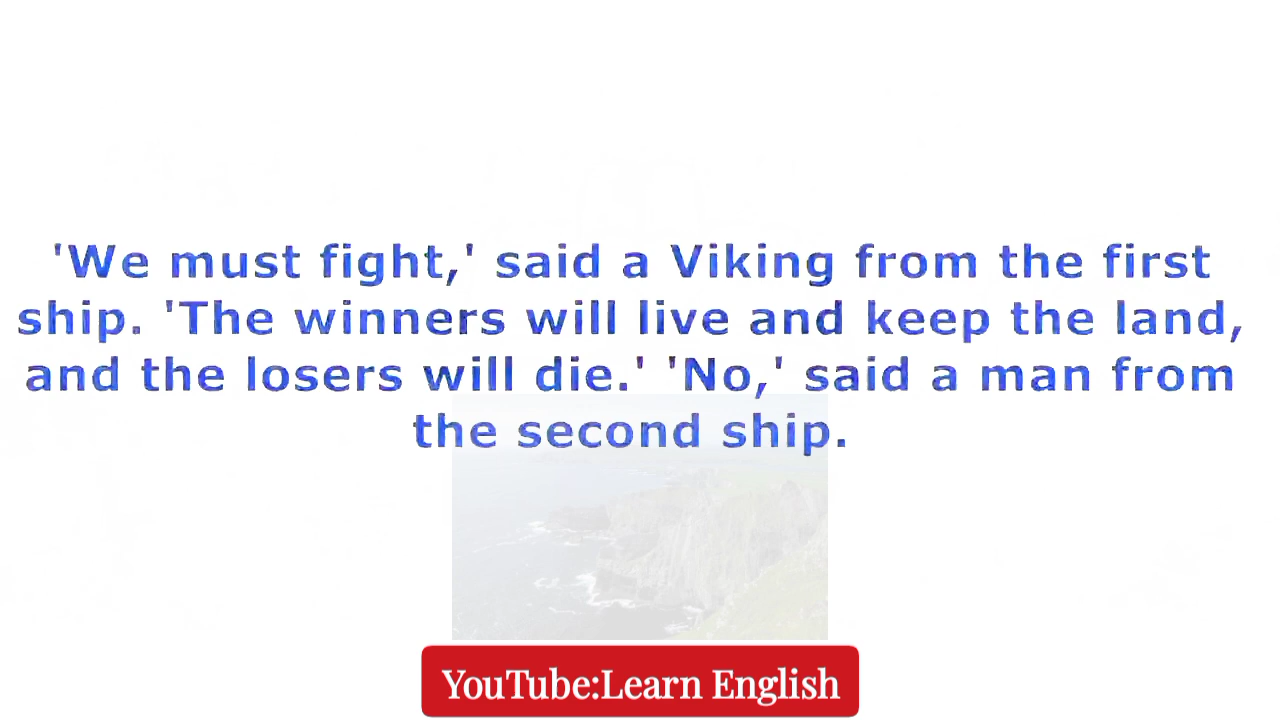 'We must fight,' said a Viking from the first
ship. 'The winners will live and keep the land,
and the losers will die.' 'No,' said a man from
the second ship.
YouTube:Learn English